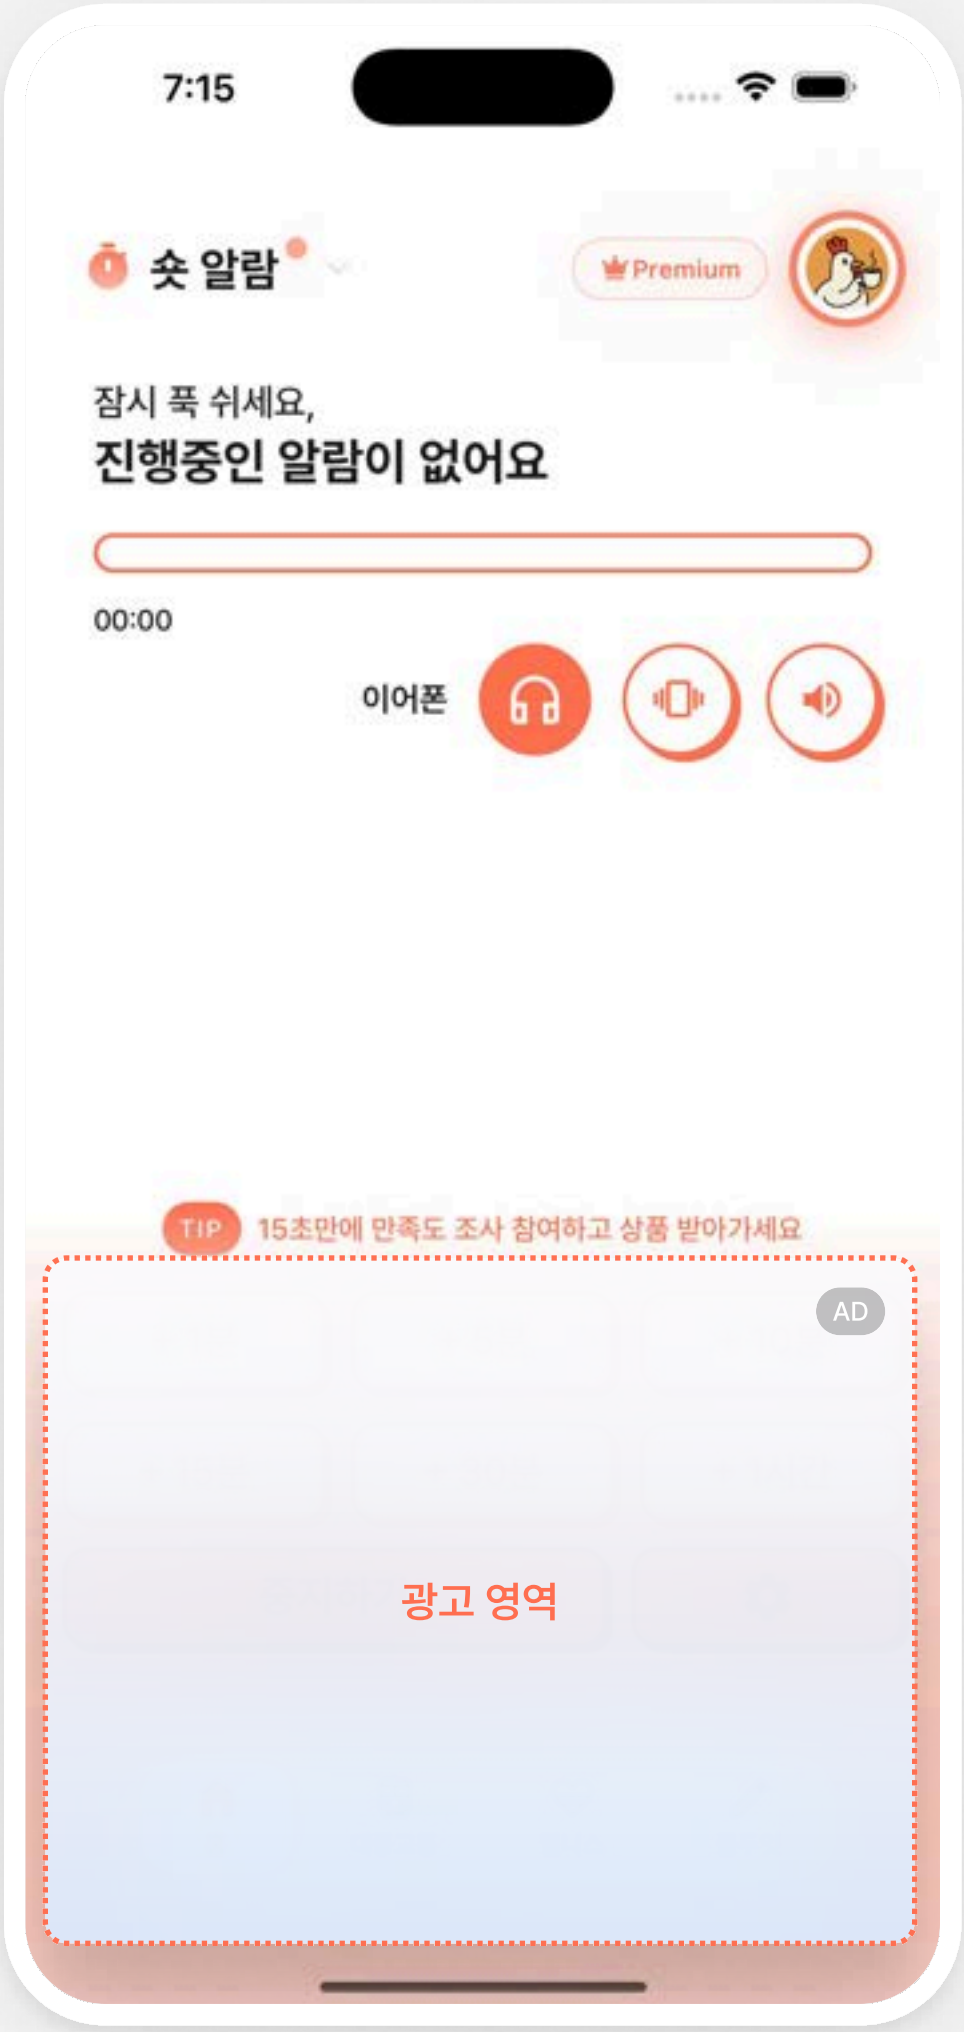 7:15
숏 알람
Premium
잠시 푹 쉬세요,
진행중인 알람이 없어요
00:00
이어폰
TIP 15초만에 만족도 조사 참여하고 상품 받아가세요
AD
광고 영역